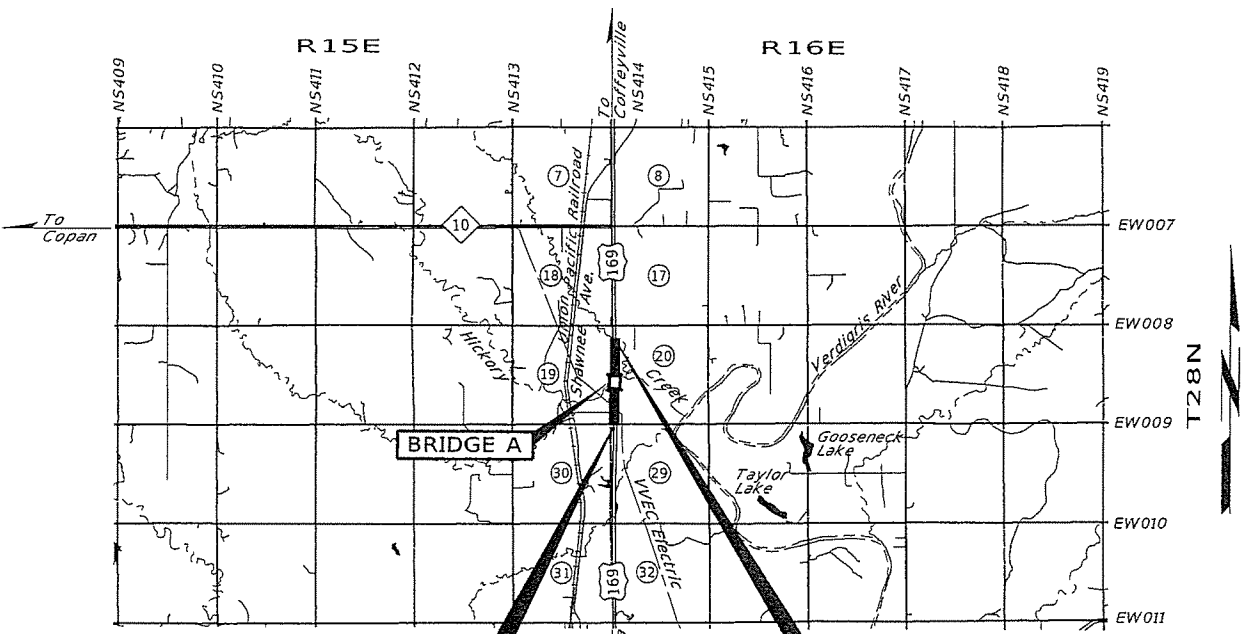 R15E
R16E
NS409
NS410
NS411
NS412
NS413
To
Coffeyville
NS414
NS415
NS416
NS417
NS418
NS419
7
8
To
Copan
10
EW007
Union Pacific Railroad
Shawnee Ave.
169
18
17
Verdigris River
EW008
Hickory
Creek
19
20
T28N
BRIDGE A
EW009
Gooseneck
Lake
30
29
Taylor
Lake
VVEC Electric
EW010
31
169
32
EW011